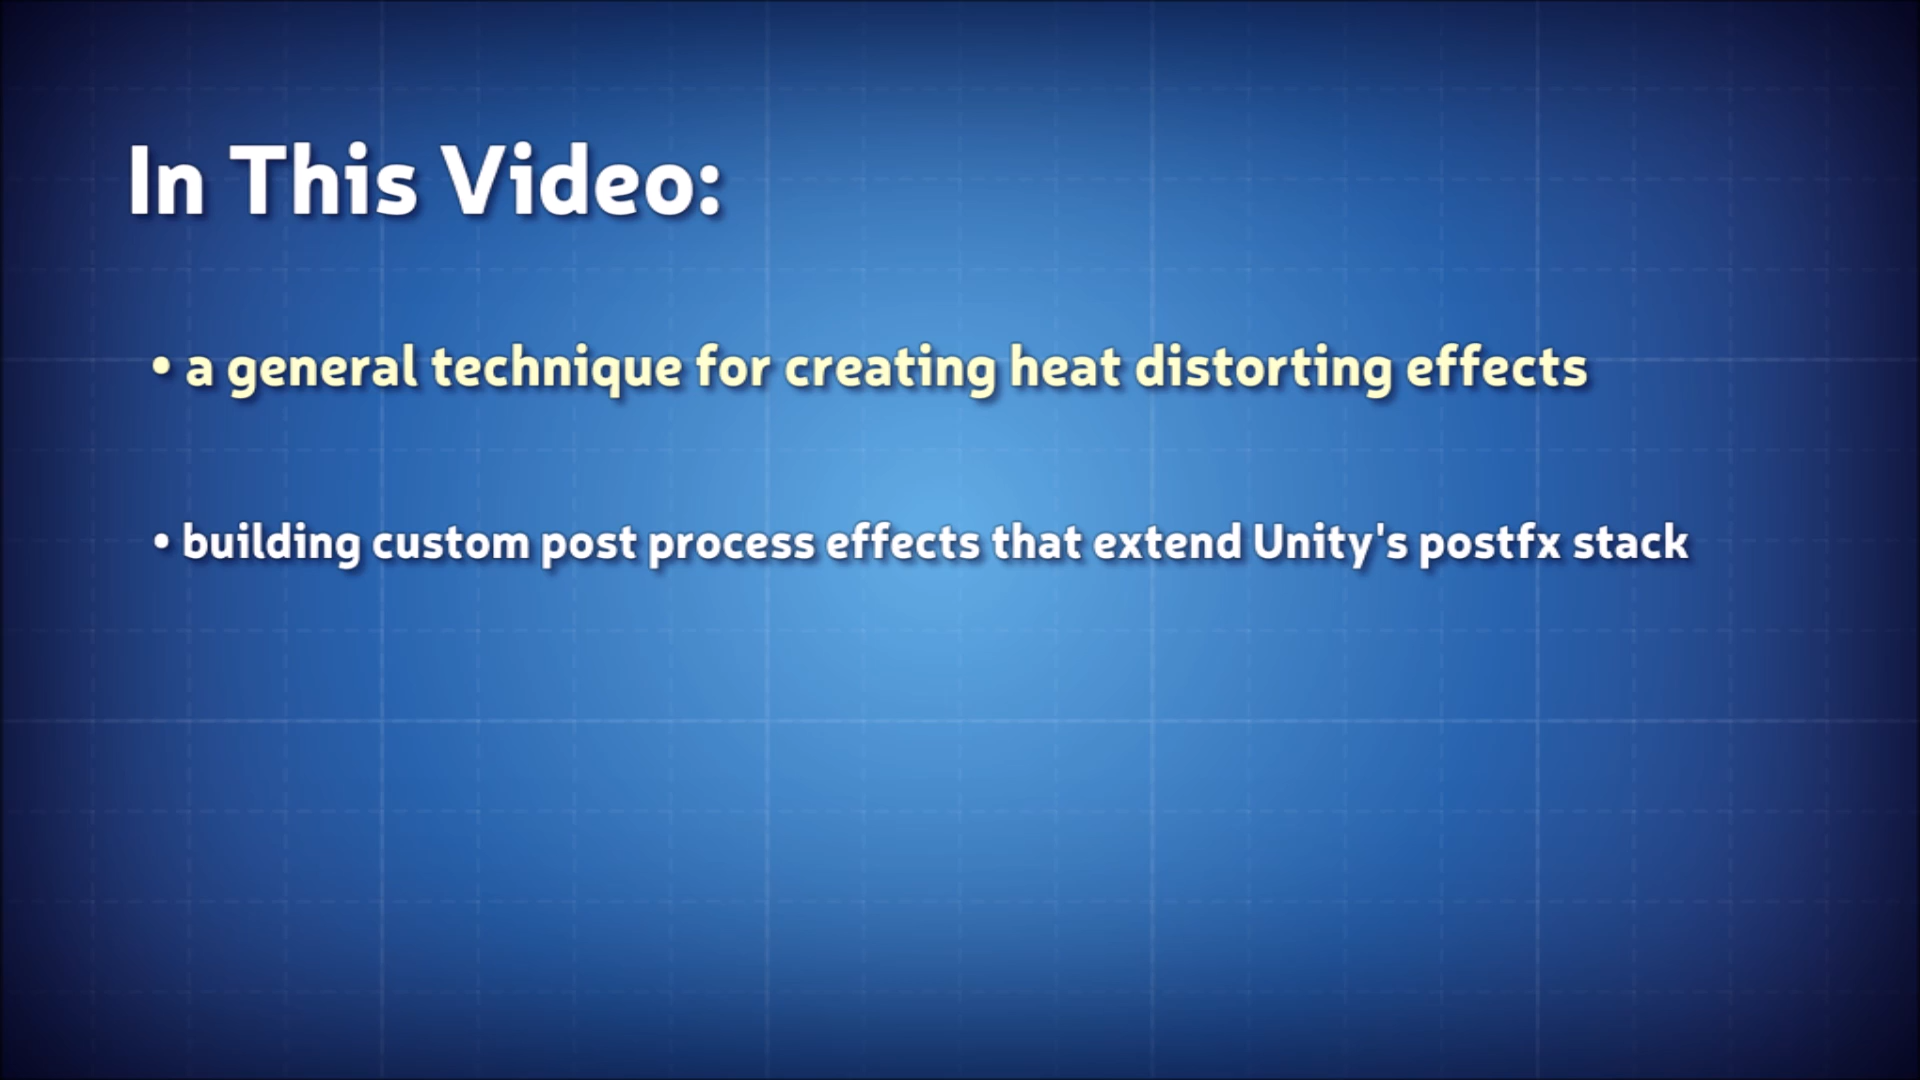 In This Video:
• a general technique for creating heat distorting effects
• building custom post process effects that extend Unity's postfx stack